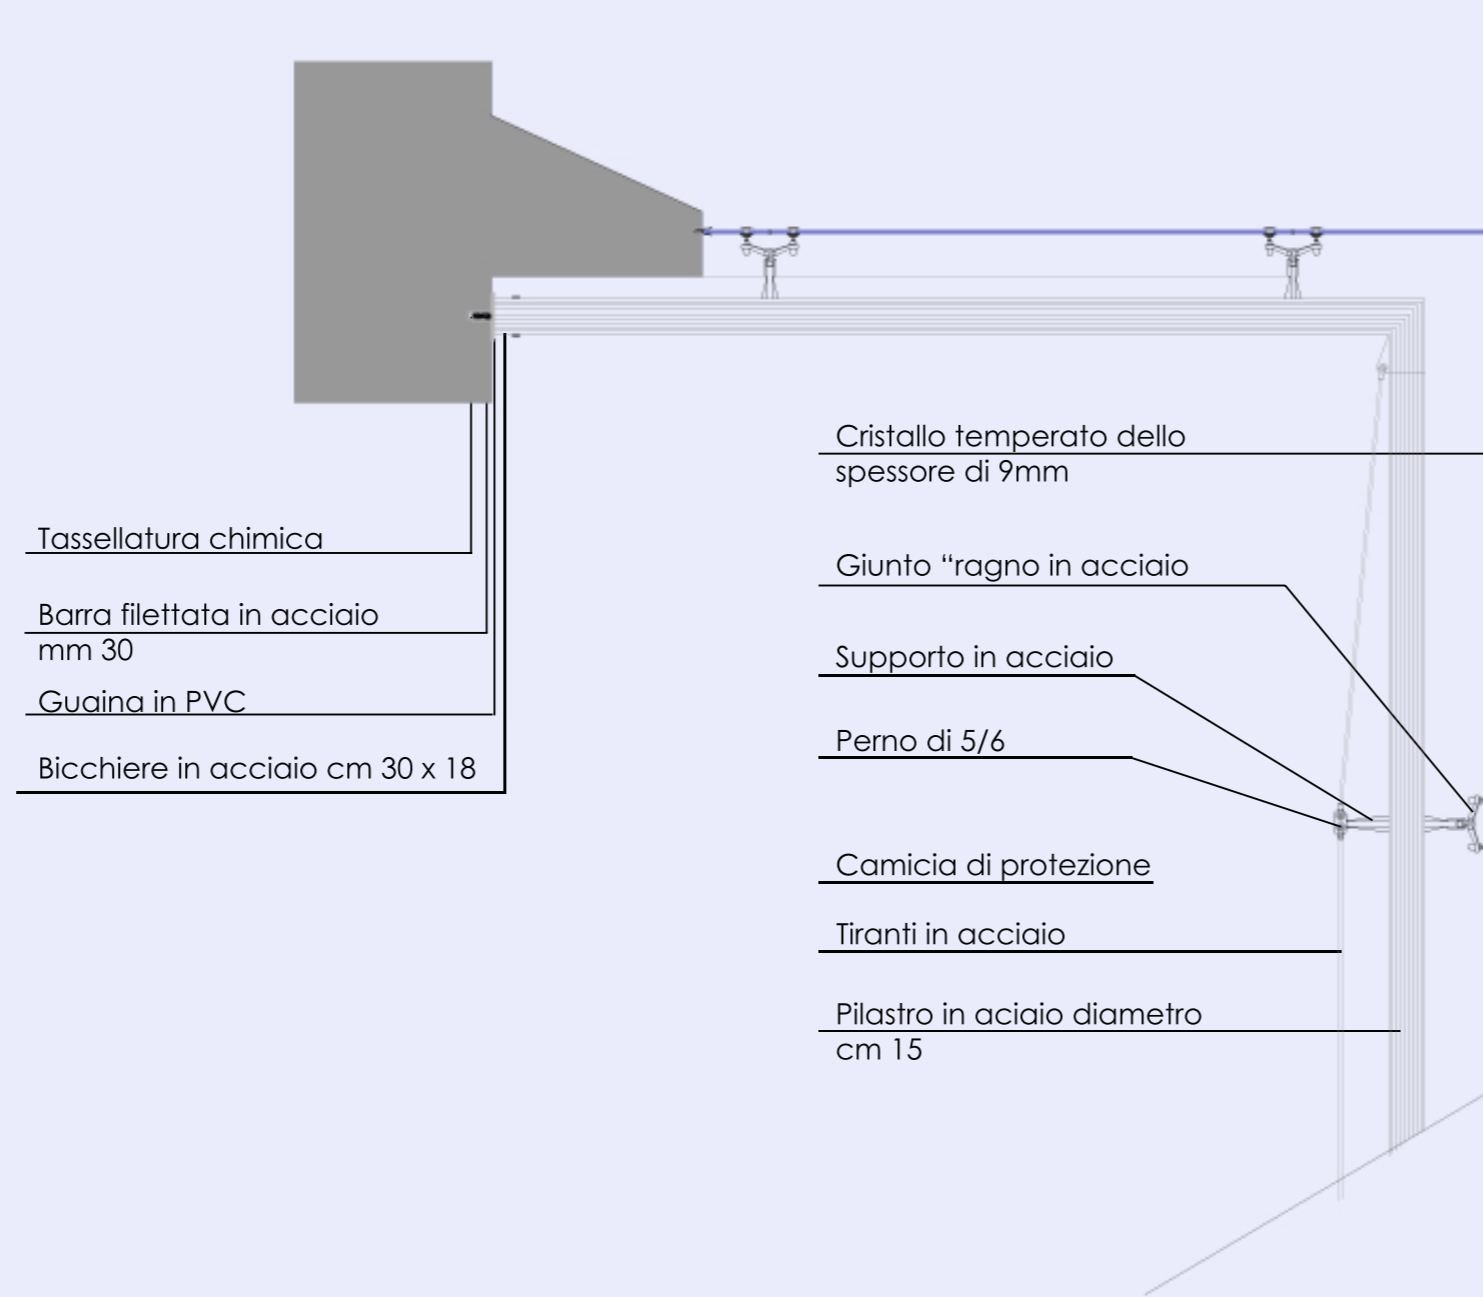 Cristallo temperato dello
spessore di 9mm
Tassellatura chimica
Giunto “ragno in acciaio
Barra filettata in acciaio
mm 30
Supporto in acciaio
Guaina in PVC
Perno di 5/6
Bicchiere in acciaio cm 30 x 18
Camicia di protezione
Tiranti in acciaio
Pilastro in aciaio diametro
cm 15